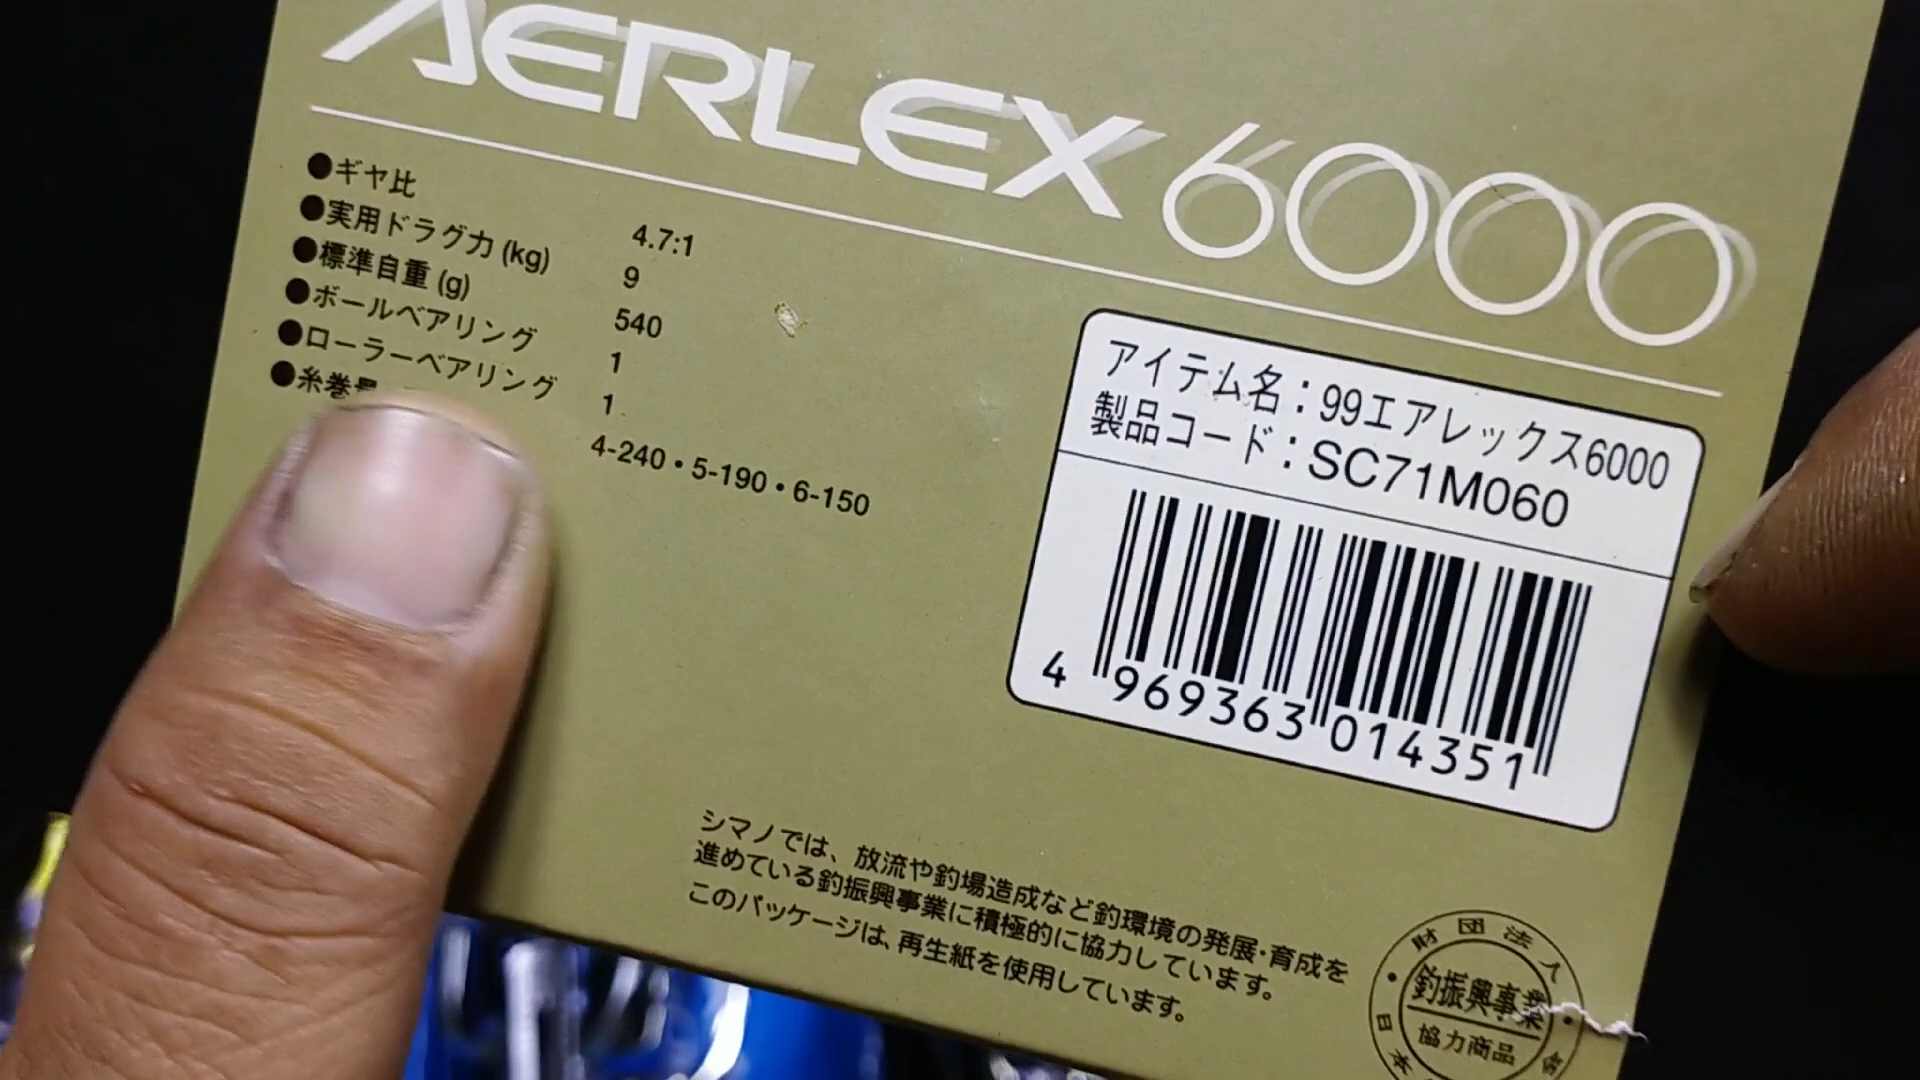 AERLEX 6000
●ギヤ比 4.7:1
●実用ドラグ力(kg) 9
●標準自重(g) 540
●ボールベアリング 1
●ローラーベアリング 1
●糸巻量 4-240・5-190・6-150
アイテム名:99エアレックス6000
製品コード:SC71M060
4 969363 014351
シマノでは、放流や釣場造成など釣環境の発展・育成を
進めている釣振興事業に積極的に協力しています。
このパッケージは、再生紙を使用しています。
財団法人
釣振興事業
協力商品